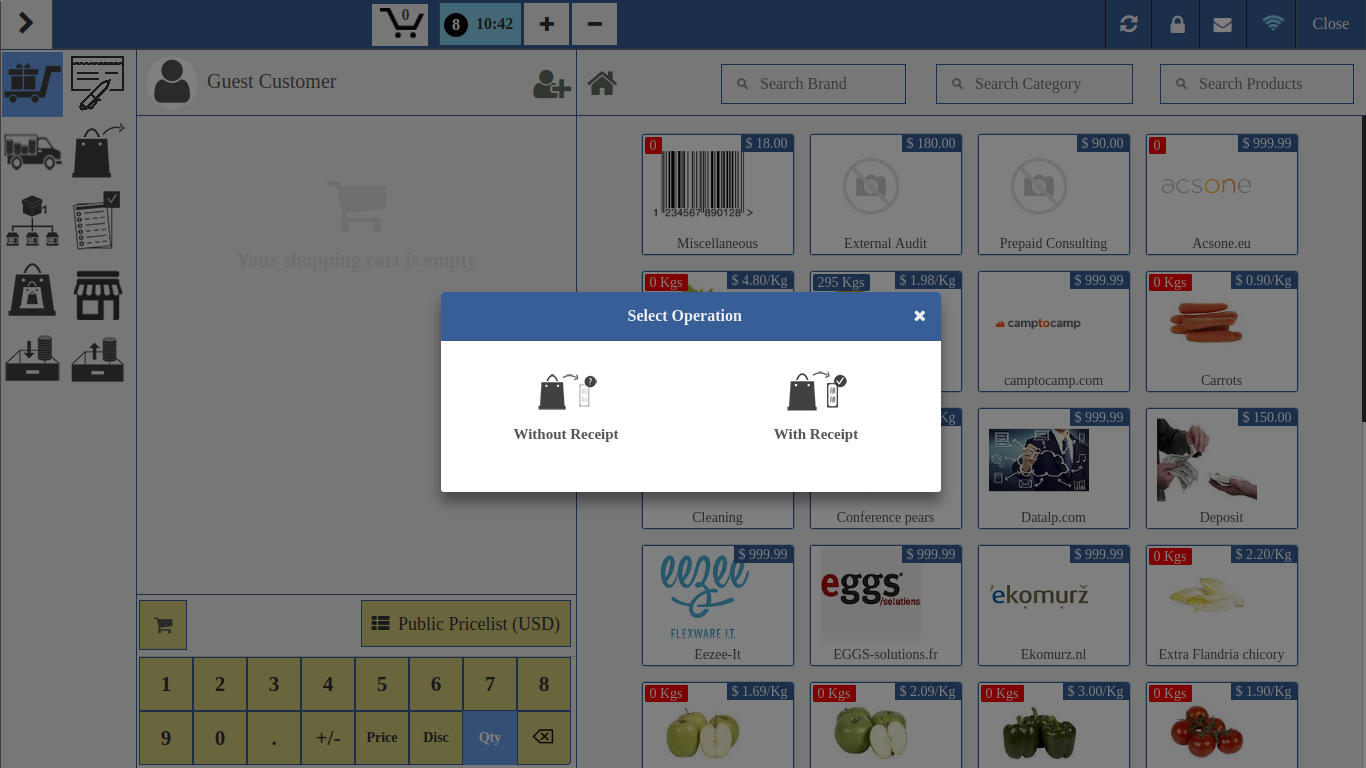 0
8 10:42
Close
Guest Customer
Search Brand
Search Category
Search Products
Your shopping cart is empty
0
$ 18.00
1 234567 890128 >
Miscellaneous
$ 180.00
External Audit
$ 90.00
Prepaid Consulting
0
$ 999.99
acsone
Acsone.eu
0 Kgs
$ 4.80/Kg
295 Kgs
$ 1.98/Kg
$ 999.99
camptocamp
camptocamp.com
0 Kgs
$ 0.90/Kg
Carrots
Select Operation
Without Receipt
With Receipt
Cleaning
Kg
Conference pears
$ 999.99
Datalp.com
$ 150.00
Deposit
$ 999.99
eezee
FLEXWARE I.T.
Eezee-It
$ 999.99
eggs
/solutions
EGGS-solutions.fr
$ 999.99
'ekomurz
Ekomurz.nl
0 Kgs
$ 2.20/Kg
Extra Flandria chicory
0 Kgs
$ 1.69/Kg
0 Kgs
$ 2.09/Kg
0 Kgs
$ 3.00/Kg
0 Kgs
$ 1.90/Kg
Public Pricelist (USD)
1 2 3 4 5 6 7 8
9 0 . +/- Price Disc Qty